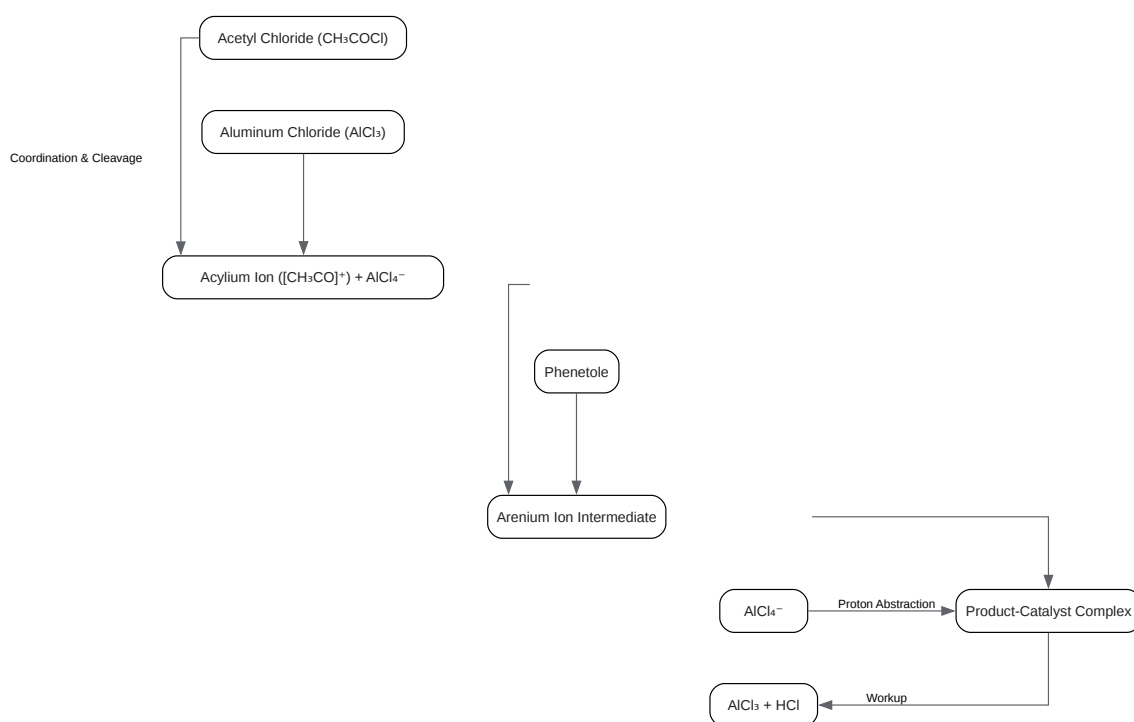 Acetyl Chloride (CH₃COCl)
Aluminum Chloride (AlCl₃)
Coordination & Cleavage
Acylium Ion ([CH₃CO]⁺) + AlCl₄⁻
Phenetole
Arenium Ion Intermediate
AlCl₄⁻
Proton Abstraction
Product-Catalyst Complex
AlCl₃ + HCl
Workup